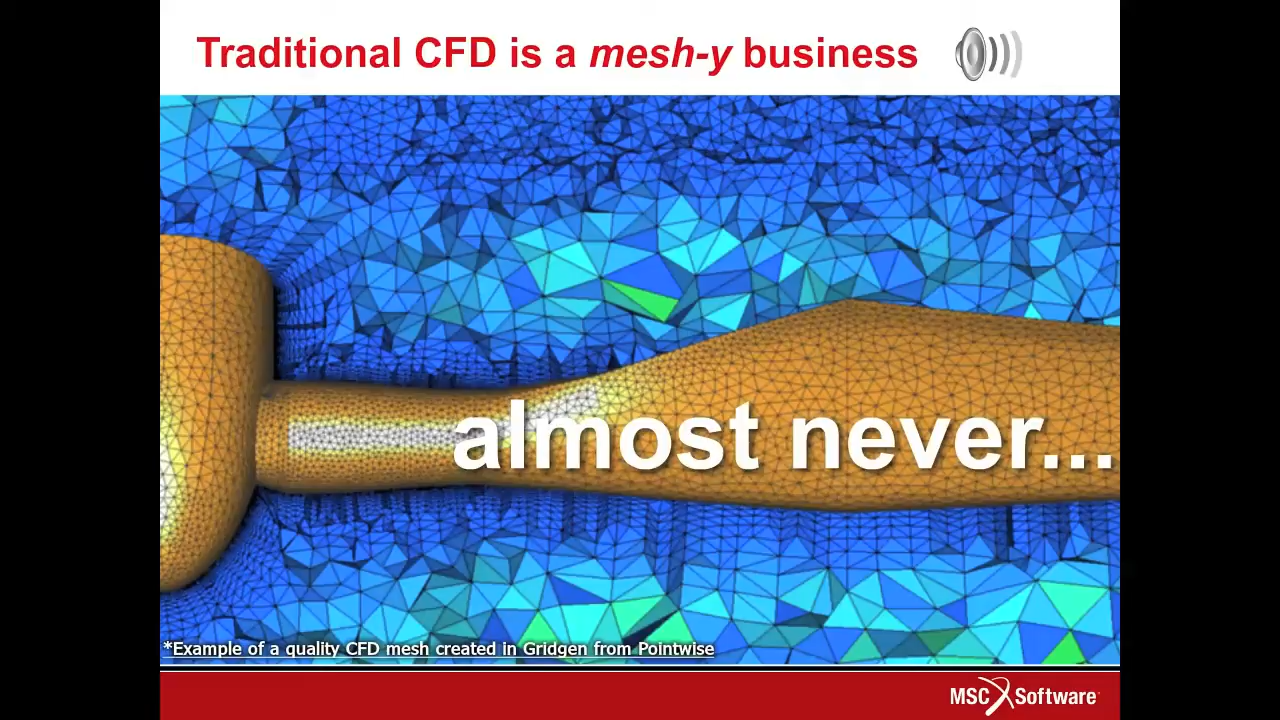 Traditional CFD is a mesh-y business
almost never...
*Example of a quality CFD mesh created in Gridgen from Pointwise
MSC Software